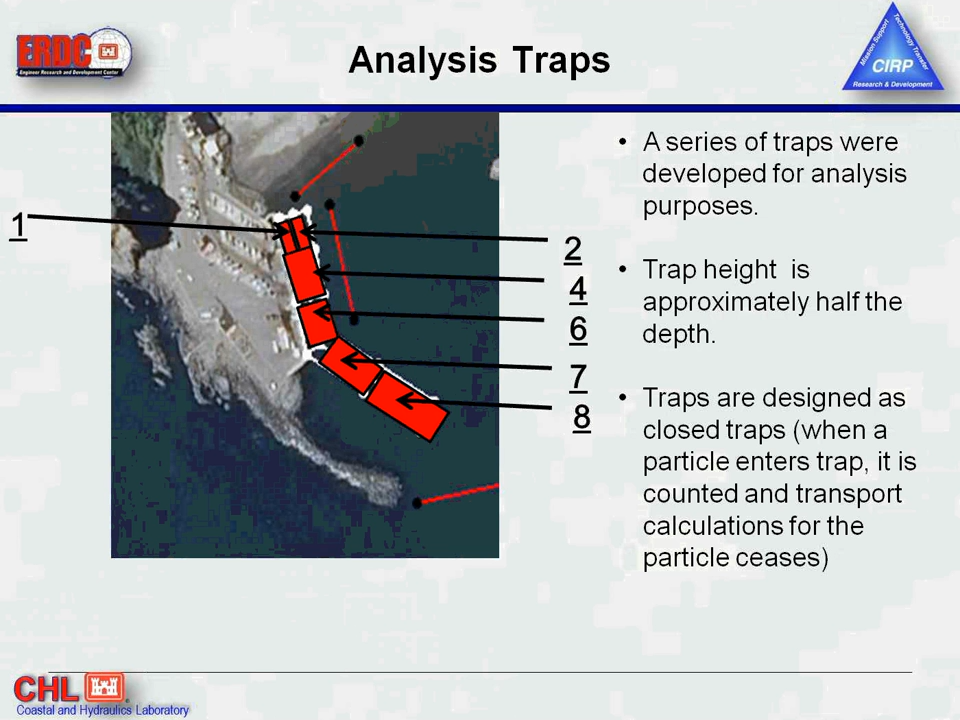 ERDC
Engineer Research and Development Center
Analysis Traps
Mission Support
Technology Transfer
CIRP
Research & Development
1
2
4
6
7
8
• A series of traps were
developed for analysis
purposes.
• Trap height is
approximately half the
depth.
• Traps are designed as
closed traps (when a
particle enters trap, it is
counted and transport
calculations for the
particle ceases)
CHL
Coastal and Hydraulics Laboratory